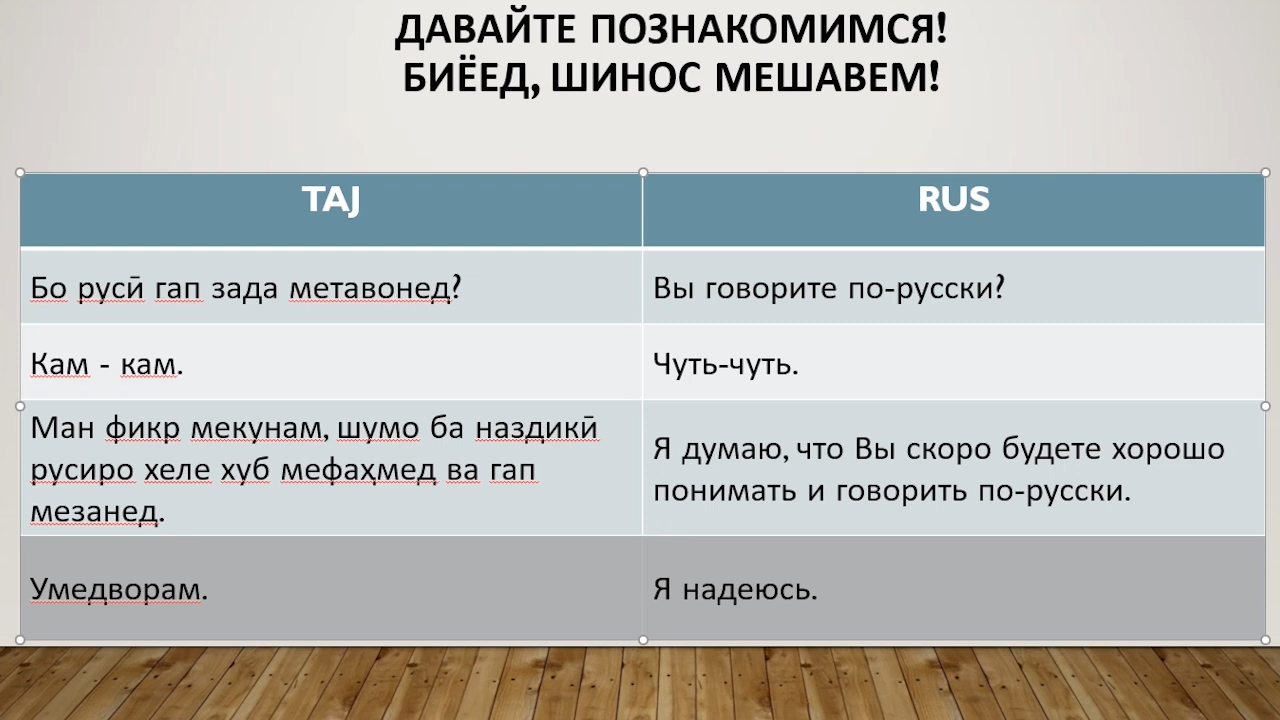 ДАВАЙТЕ ПОЗНАКОМИМСЯ!
БИЁЕД, ШИНОС МЕШАВЕМ!
TAJ
RUS
Бо русӣ гап зада метавонед?
Вы говорите по-русски?
Кам - кам.
Чуть-чуть.
Ман фикр мекунам, шумо ба наздикӣ
русиро хеле хуб мефаҳмед ва гап
мезанед.
Я думаю, что Вы скоро будете хорошо
понимать и говорить по-русски.
Умедворам.
Я надеюсь.